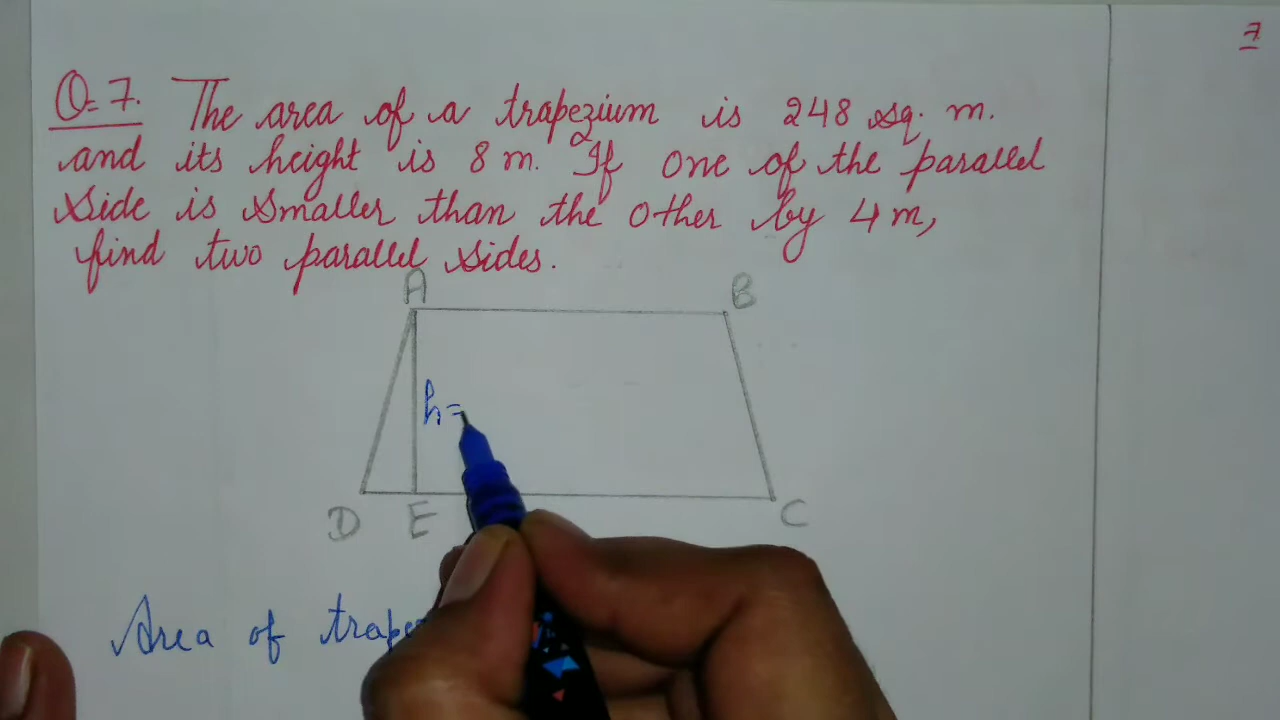 7
Q=7. The area of a trapezium is 248 sq. m.
and its height is 8 m. If one of the parallel
side is smaller than the other by 4 m,
find two parallel sides.
A B
h=
D E C
Area of